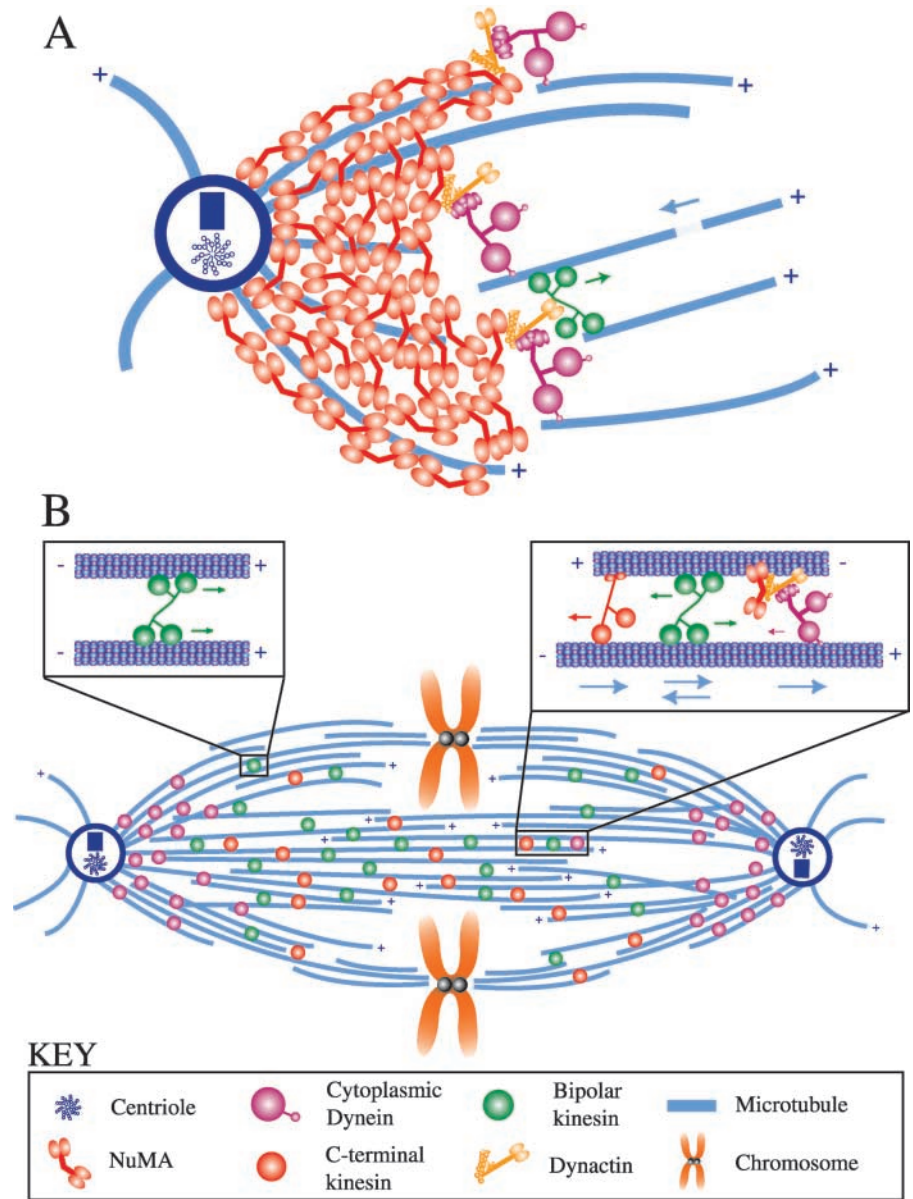 A
+
+
+
+
+
+
B
- +
- +
+ -
- +
+
+
+
+
+
+
+
+
+
+
+
+
+
+
KEY
Centriole
Cytoplasmic
Dynein
Bipolar
kinesin
Microtubule
NuMA
C-terminal
kinesin
Dynactin
Chromosome